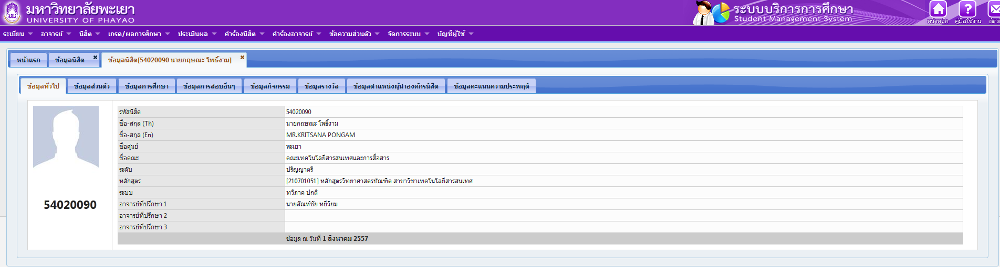 มหาวิทยาลัยพะเยา
UNIVERSITY OF PHAYAO
ระบบบริการการศึกษา
Student Management System
หน้าหลัก คู่มือใช้งาน
ระเบียน อาจารย์ นิสิต เกรด/ผลการศึกษา ประเมินผล คำร้องนิสิต คำร้องอาจารย์ ข้อความส่วนตัว จัดการระบบ บัญชีผู้ใช้
หน้าแรก ข้อมูลนิสิต ข้อมูลนิสิต[54020090 นายกฤษณะ โพธิ์งาม]
ข้อมูลทั่วไป ข้อมูลส่วนตัว ข้อมูลการศึกษา ข้อมูลการสอบอื่นๆ ข้อมูลกิจกรรม ข้อมูลรางวัล ข้อมูลตำแหน่งผู้นำองค์กรนิสิต ข้อมูลคะแนนความประพฤติ
54020090
รหัสนิสิต 54020090
ชื่อ-สกุล (Th) นายกฤษณะ โพธิ์งาม
ชื่อ-สกุล (En) MR.KRITSANA PONGAM
ชื่อศูนย์ พะเยา
ชื่อคณะ คณะเทคโนโลยีสารสนเทศและการสื่อสาร
ระดับ ปริญญาตรี
หลักสูตร [210701051] หลักสูตรวิทยาศาสตรบัณฑิต สาขาวิชาเทคโนโลยีสารสนเทศ
ระบบ ทวิภาค ปกติ
อาจารย์ที่ปรึกษา 1 นายสัณห์ชัย หยีวิยม
อาจารย์ที่ปรึกษา 2
อาจารย์ที่ปรึกษา 3
ข้อมูล ณ วันที่ 1 สิงหาคม 2557